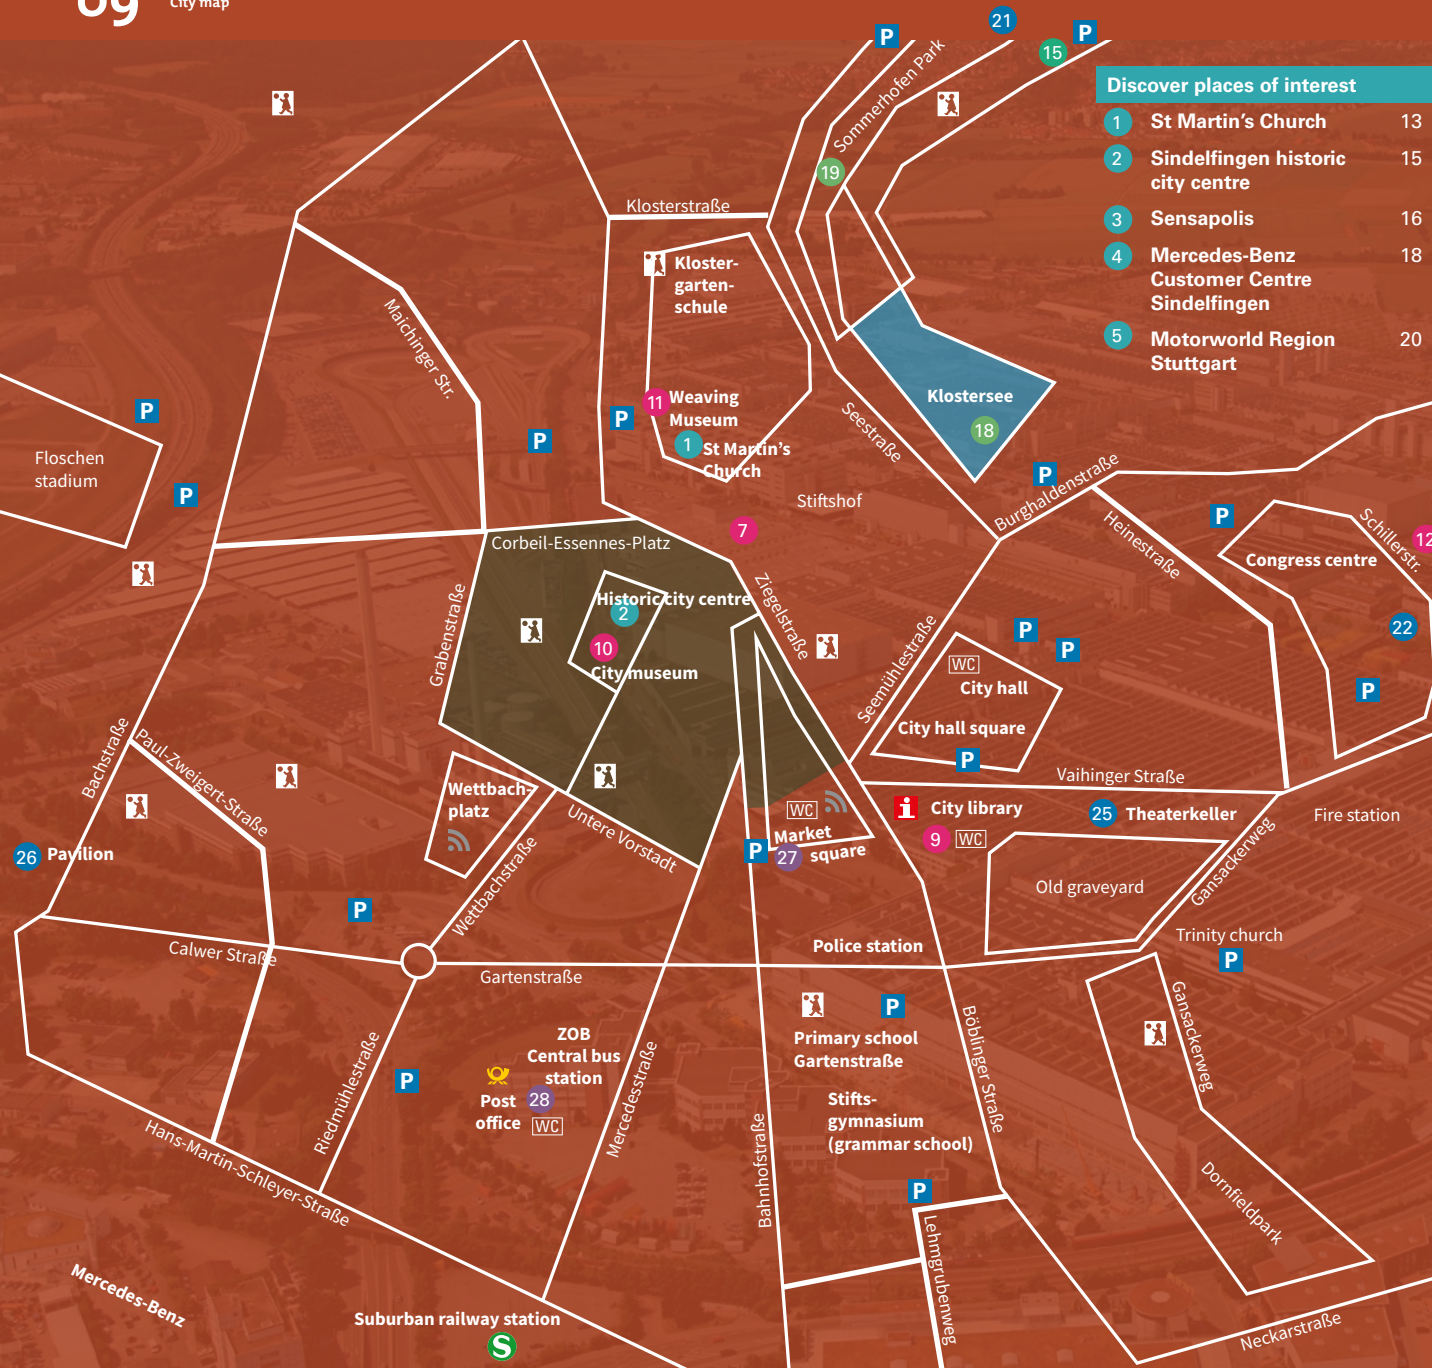 09
City map
P
21
P
15
Sommerhofen Park
Discover places of interest
1 St Martin’s Church 13
2 Sindelfingen historic 15
city centre
3 Sensapolis 16
4 Mercedes-Benz 18
Customer Centre
Sindelfingen
5 Motorworld Region 20
Stuttgart
19
Klosterstraße
Kloster-
garten-
schule
Maichinger Str.
P
P
P
11 Weaving
Museum
1 St Martin’s
Church
Klostersee
18
Seestraße
Floschen
stadium
P
P
Burghaldenstraße
Stiftshof
7
P
Heinestraße
Schillerstr.
12
Congress centre
Corbeil-Essennes-Platz
Grabenstraße
Historic city centre
2
10
City museum
Ziegelstraße
Seemühlestraße
P
P
22
P
WC
City hall
City hall square
P
Bachstraße
Paul-Zweigert-Straße
Wettbach-
platz
Untere Vorstadt
Wettbachstraße
Vaihinger Straße
WC
Market
square
P
27
i City library
9 WC
25 Theaterkeller
Fire station
26 Pavilion
Old graveyard
Gansackerweg
P
Calwer Straße
Gartenstraße
Police station
Trinity church
P
Riedmühlestraße
P
ZOB
Central bus
station
Post
office
28
WC
Mercedesstraße
P
Primary school
Gartenstraße
Böblinger Straße
Gansackerweg
Stifts-
gymnasium
(grammar school)
Bahnhofstraße
Hans-Martin-Schleyer-Straße
Dornfieldpark
P
Lehmgrubenweg
Mercedes-Benz
Suburban railway station
S
Neckarstraße